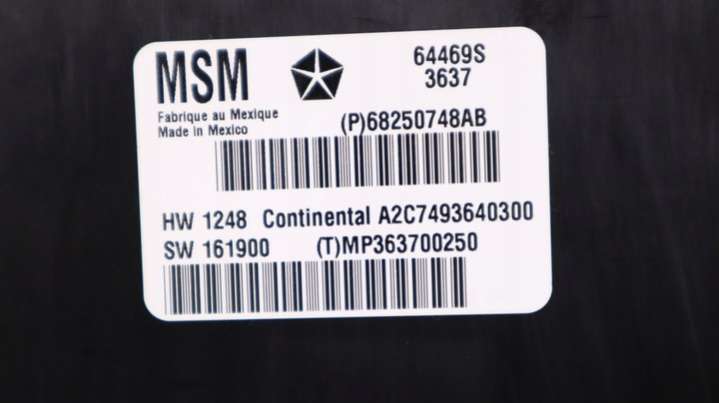 MSM
64469S
3637
Fabrique au Mexique
Made in Mexico
(P)68250748AB
HW 1248 Continental A2C7493640300
SW 161900 (T)MP363700250